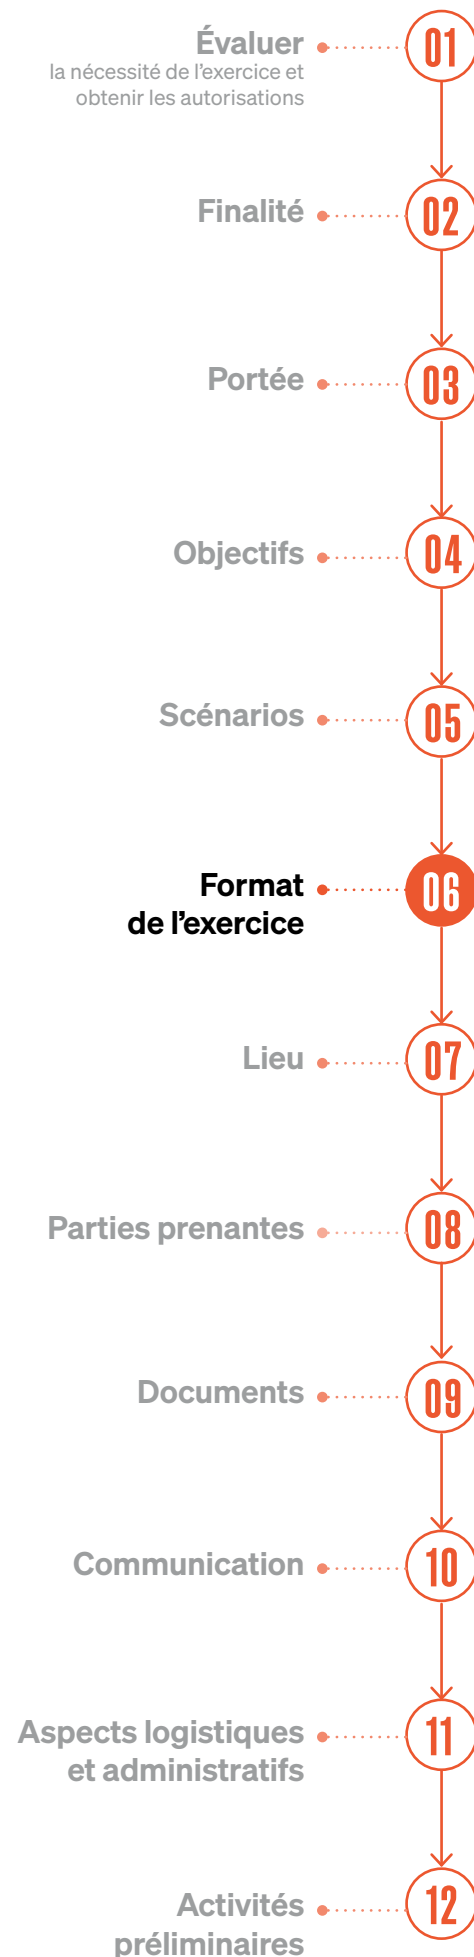 Évaluer
01
la nécessité de l’exercice et
obtenir les autorisations
Finalité
02
Portée
03
Objectifs
04
Scénarios
05
Format
de l’exercice
06
Lieu
07
Parties prenantes
08
Documents
09
Communication
10
Aspects logistiques
et administratifs
11
Activités
préliminaires
12